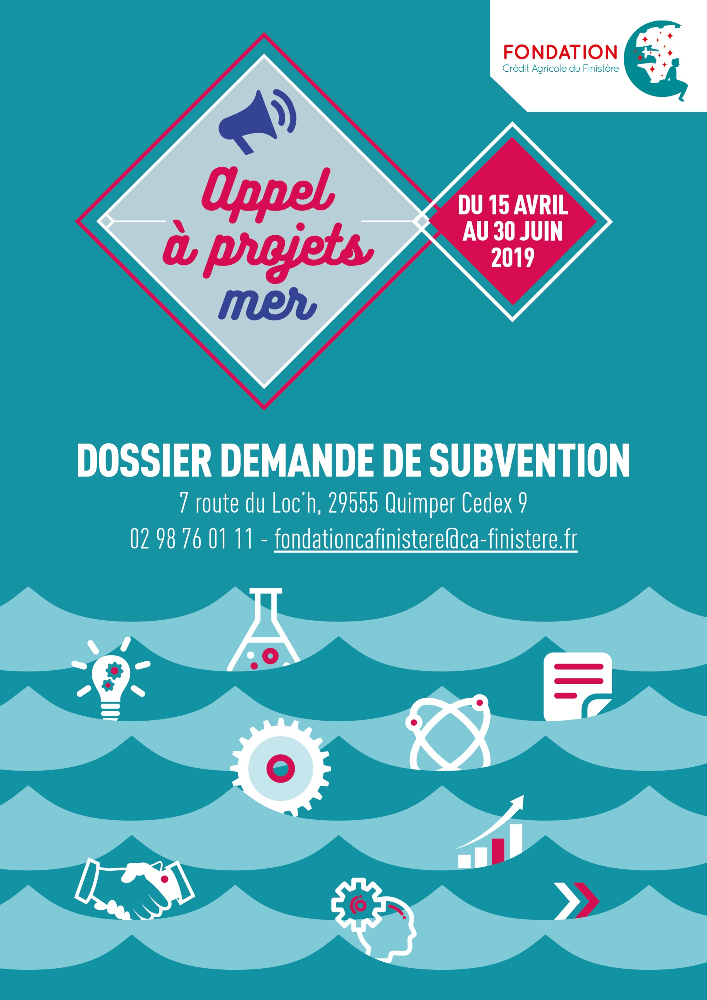 FONDATION
Crédit Agricole du Finistère
Appel
à projets
mer
DU 15 AVRIL
AU 30 JUIN
2019
DOSSIER DEMANDE DE SUBVENTION
7 route du Loc'h, 29555 Quimper Cedex 9
02 98 76 01 11 - fondationcafinistere@ca-finistere.fr